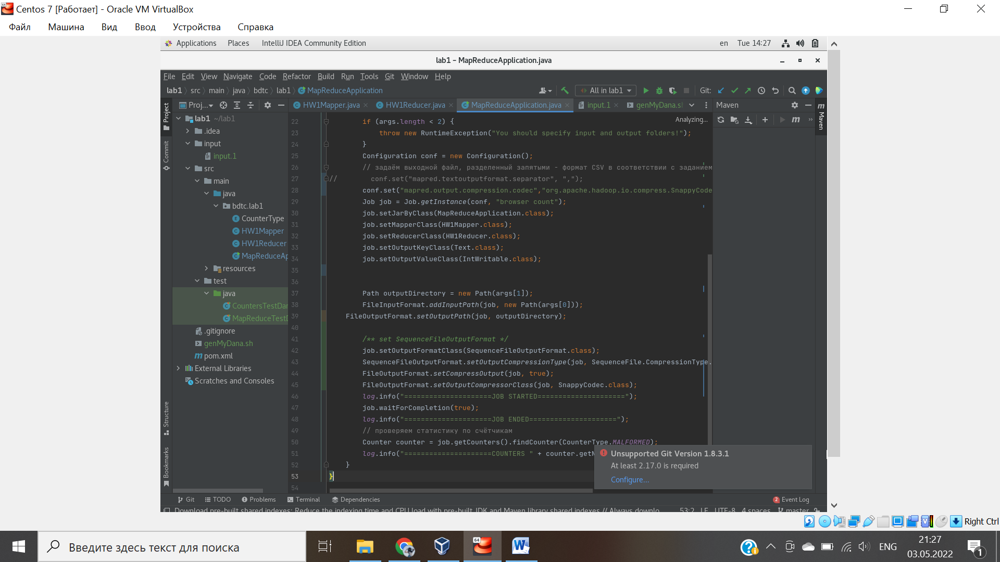 Centos 7 [Работает] - Oracle VM VirtualBox
Файл Машина Вид Ввод Устройства Справка
Applications Places IntelliJ IDEA Community Edition en Tue 14:27
lab1 – MapReduceApplication.java
File Edit View Navigate Code Refactor Build Run Tools Git Window Help
lab1 src main java bdtc lab1 MapReduceApplication All in lab1 Git:
Proj... HW1Mapper.java HW1Reducer.java MapReduceApplication.java input.1 genMyDana.sl Maven
Project
Commit
Structure
Bookmarks
Maven
lab1 ~/lab1
.idea
input
input.1
src
main
java
bdtc.lab1
CounterType
HW1Mapper
HW1Reducer
MapReduceAp
resources
test
java
CountersTestDan
MapReduceTestD
.gitignore
genMyDana.sh
pom.xml
External Libraries
Scratches and Consoles
Analyzing...
22 if (args.length < 2) {
23 throw new RuntimeException("You should specify input and output folders!");
24 }
25 Configuration conf = new Configuration();
26 // задаём выходной файл, разделенный запятыми - формат CSV в соответствии с заданием
27 // conf.set("mapred.textoutputformat.separator", ",");
28 conf.set("mapred.output.compression.codec","org.apache.hadoop.io.compress.SnappyCode
29 Job job = Job.getInstance(conf, "browser count");
30 job.setJarByClass(MapReduceApplication.class);
31 job.setMapperClass(HW1Mapper.class);
32 job.setReducerClass(HW1Reducer.class);
33 job.setOutputKeyClass(Text.class);
34 job.setOutputValueClass(IntWritable.class);
35
36
37 Path outputDirectory = new Path(args[1]);
38 FileInputFormat.addInputPath(job, new Path(args[0]));
39 FileOutputFormat.setOutputPath(job, outputDirectory);
40
41 /** set SequenceFileOutputFormat */
42 job.setOutputFormatClass(SequenceFileOutputFormat.class);
43 SequenceFileOutputFormat.setOutputCompressionType(job, SequenceFile.CompressionType.
44 FileOutputFormat.setCompressOutput(job, true);
45 FileOutputFormat.setOutputCompressorClass(job, SnappyCodec.class);
46 log.info("=====================JOB STARTED=====================");
47 job.waitForCompletion(true);
48 log.info("=====================JOB ENDED=====================");
49 // проверяем статистику по счётчикам
50 Counter counter = job.getCounters().findCounter(CounterType.MALFORMED);
51 log.info("=====================COUNTERS " + counter.getN
52 }
53 }
54
Unsupported Git Version 1.8.3.1
At least 2.17.0 is required
Configure...
Git TODO Problems Terminal Dependencies 2 Event Log
Download pre-built shared indexes: Reduce the indexing time and CPU load with pre-built JDK and Maven library shared indexes // Always downlo... 53:2 LF UTF-8 4 spaces master
Right Ctrl
Введите здесь текст для поиска
ENG
21:27
03.05.2022
1